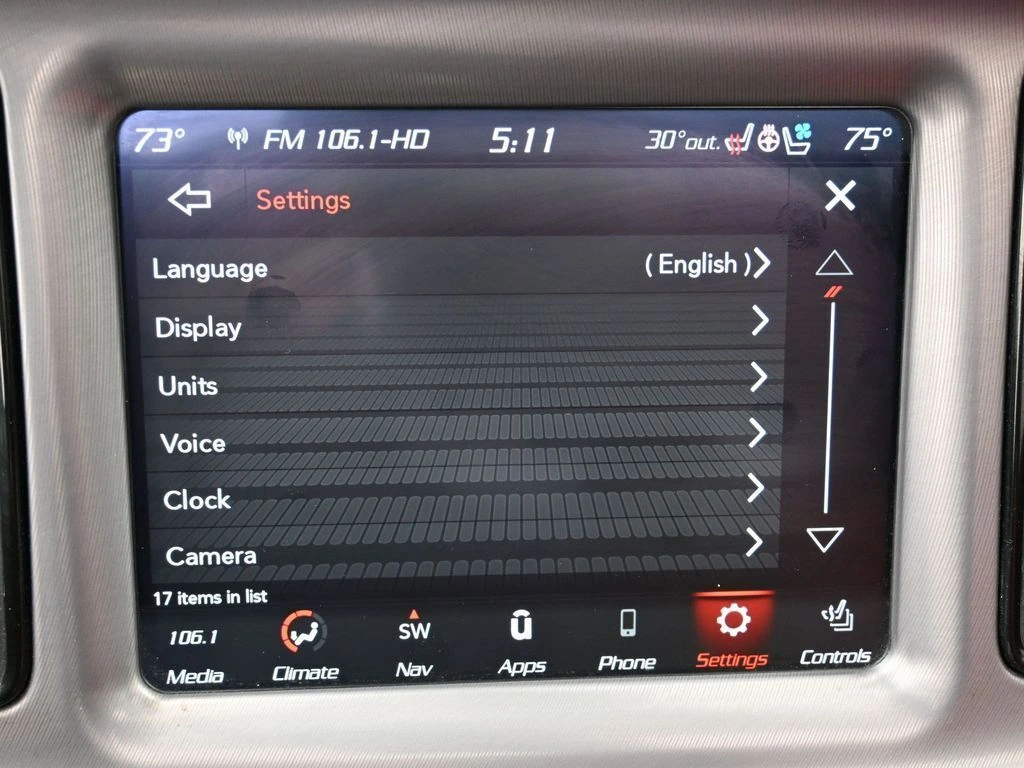 73° FM 106.1-HD 5:11 30°out. 75°
Settings
Language (English)
Display
Units
Voice
Clock
Camera
17 items in list
106.1 SW
Media Climate Nav Apps Phone Settings Controls